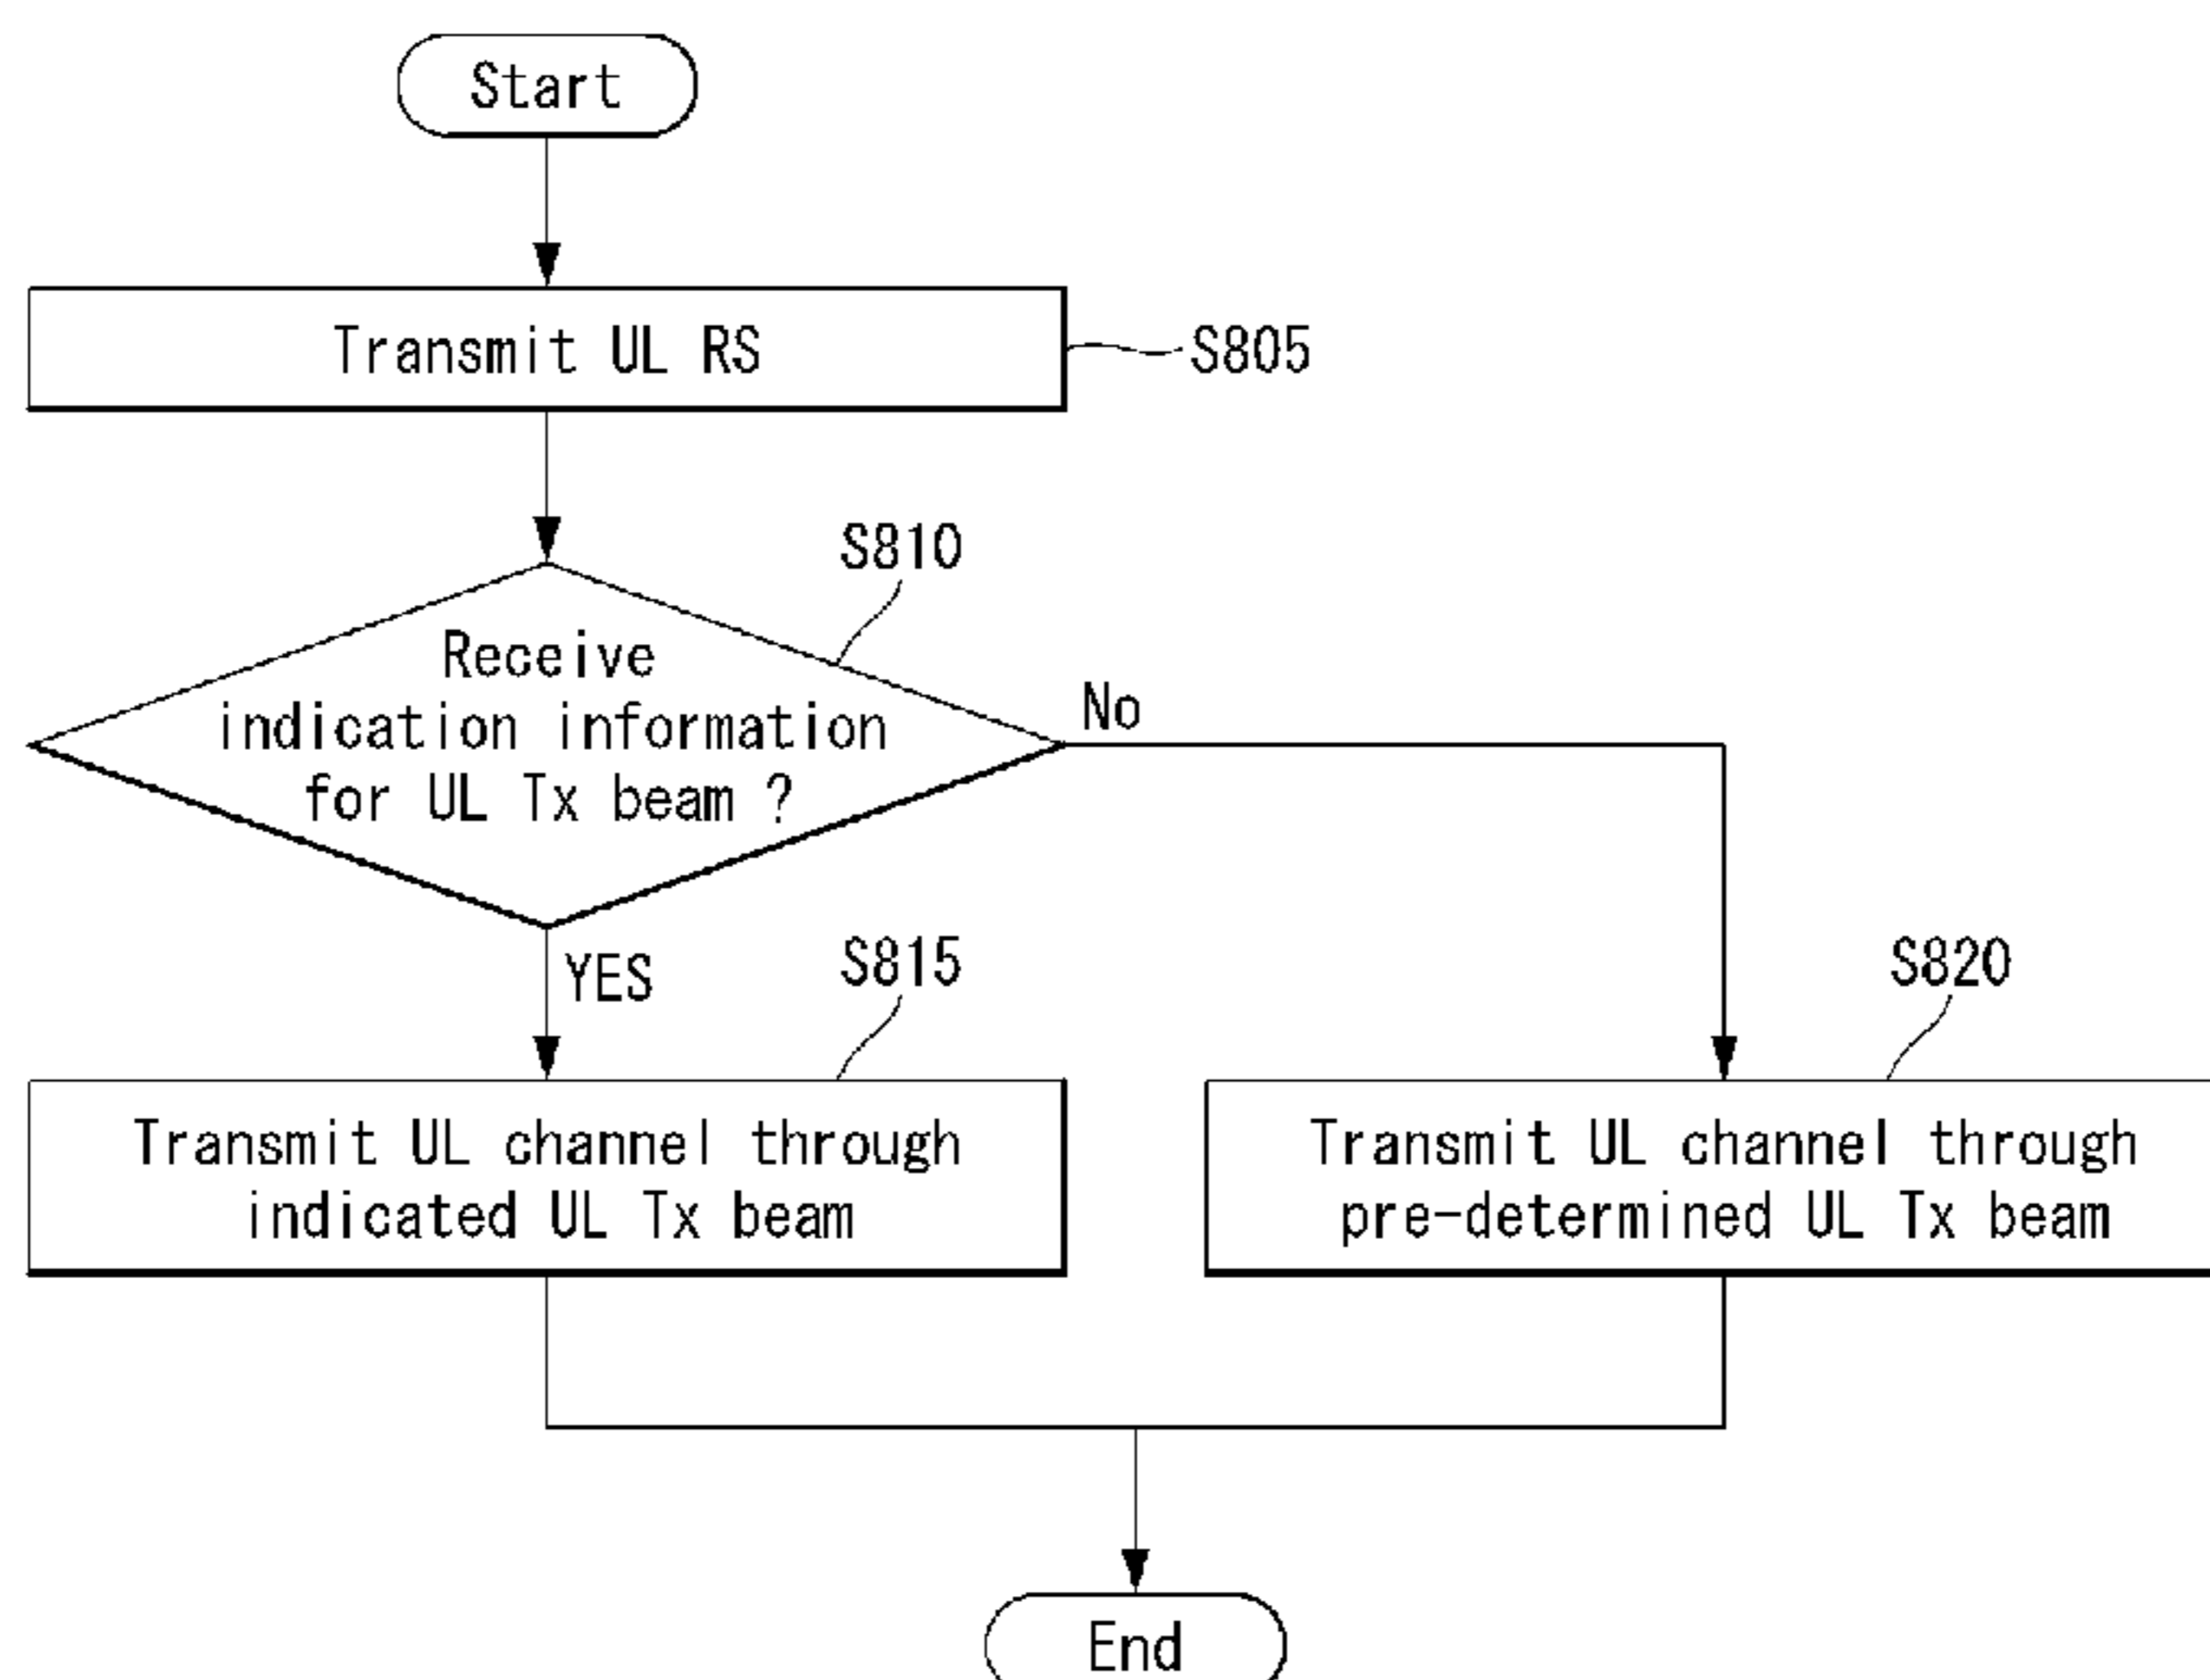 Start
Transmit UL RS
S805
S810
Receive
indication information
for UL Tx beam ?
No
YES
S815
Transmit UL channel through
indicated UL Tx beam
S820
Transmit UL channel through
pre-determined UL Tx beam
End